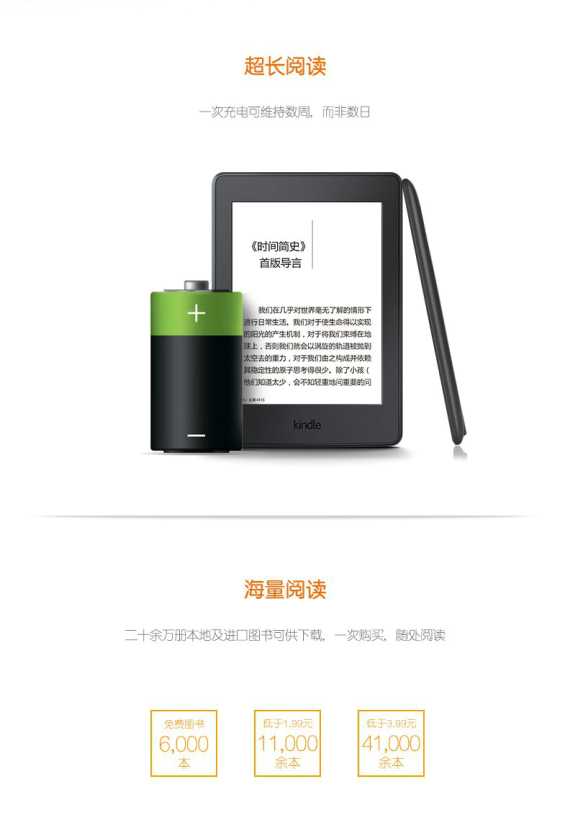 超长阅读
一次充电可维持数周，而非数日
《时间简史》
首版导言
我们在几乎对世界毫无了解的情形下
进行日常生活。我们对于使生命得以实现
的阳光的产生机制，对于将我们束缚在地
球上，否则我们就会以涡旋的轨道被抛到
太空去的重力，对于我们由之构成并依赖
其稳定性的原子思考得很少。除了小孩（
他们知道太少，会不知轻重地问重要的问
kindle
+
—
海量阅读
二十余万册本地及进口图书可供下载，一次购买，随处阅读
免费图书
6,000
本
低于1.99元
11,000
余本
低于3.99元
41,000
余本